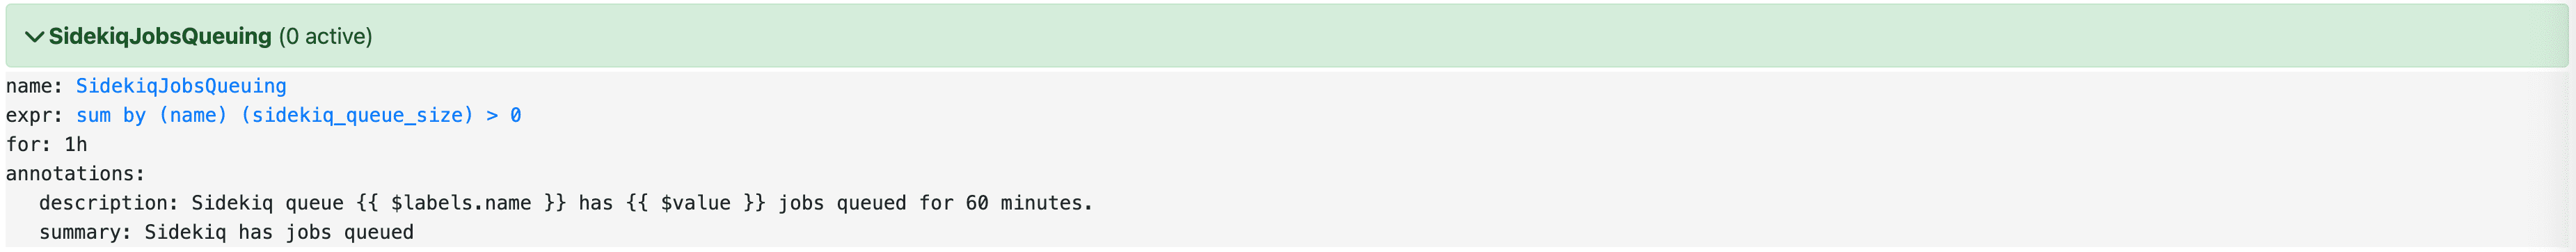 SidekiqJobsQueuing (0 active)
name: SidekiqJobsQueuing
expr: sum by (name) (sidekiq_queue_size) > 0
for: 1h
annotations:
description: Sidekiq queue {{ $labels.name }} has {{ $value }} jobs queued for 60 minutes.
summary: Sidekiq has jobs queued